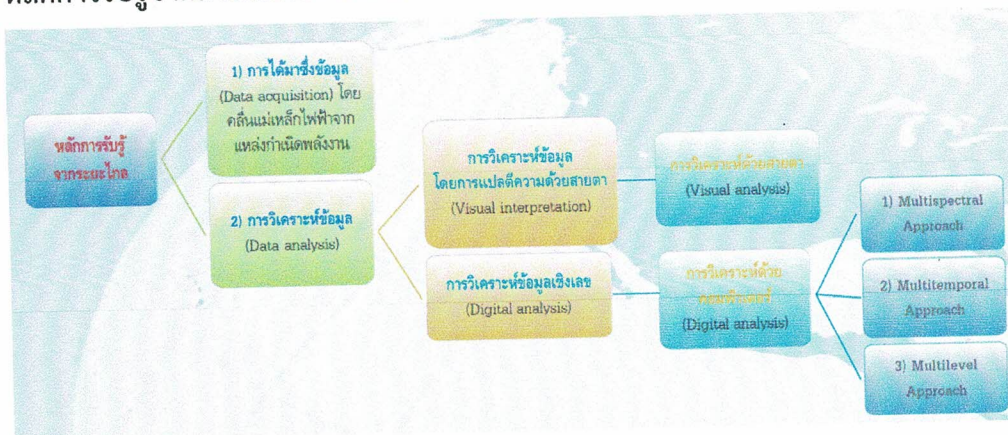 หลักการรับรู้
จากระยะไกล
1) การได้มาซึ่งข้อมูล
(Data acquisition) โดย
คลื่นแม่เหล็กไฟฟ้าจาก
แหล่งกำเนิดพลังงาน
2) การวิเคราะห์ข้อมูล
(Data analysis)
การวิเคราะห์ข้อมูล
โดยการแปลตีความด้วยสายตา
(Visual interpretation)
การวิเคราะห์ข้อมูลเชิงเลข
(Digital analysis)
การวิเคราะห์ด้วยสายตา
(Visual analysis)
การวิเคราะห์ด้วย
คอมพิวเตอร์
(Digital analysis)
1) Multispectral
Approach
2) Multitemporal
Approach
3) Multilevel
Approach